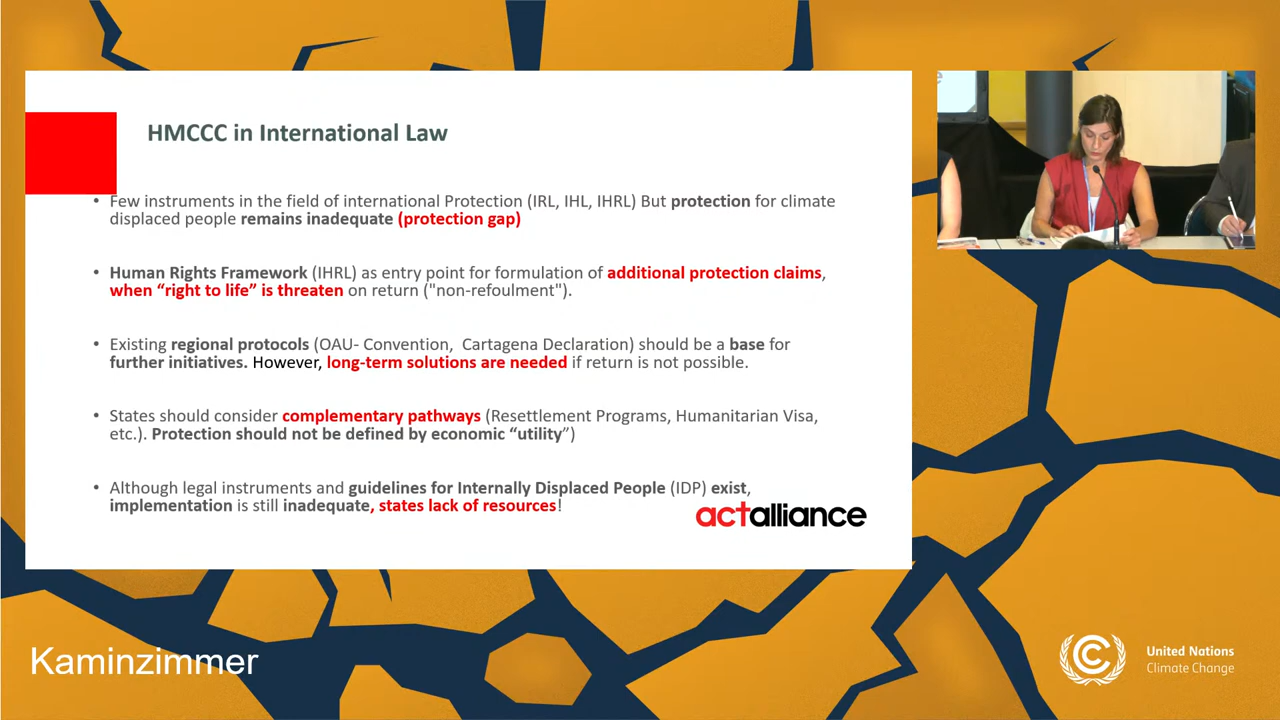 HMCCC in International Law
• Few instruments in the field of international Protection (IRL, IHL, IHRL) But protection for climate
displaced people remains inadequate (protection gap)
• Human Rights Framework (IHRL) as entry point for formulation of additional protection claims,
when “right to life” is threaten on return ("non-refoulment").
• Existing regional protocols (OAU- Convention, Cartagena Declaration) should be a base for
further initiatives. However, long-term solutions are needed if return is not possible.
• States should consider complementary pathways (Resettlement Programs, Humanitarian Visa,
etc.). Protection should not be defined by economic “utility”)
• Although legal instruments and guidelines for Internally Displaced People (IDP) exist,
implementation is still inadequate, states lack of resources!
actalliance
Kaminzimmer
United Nations
Climate Change